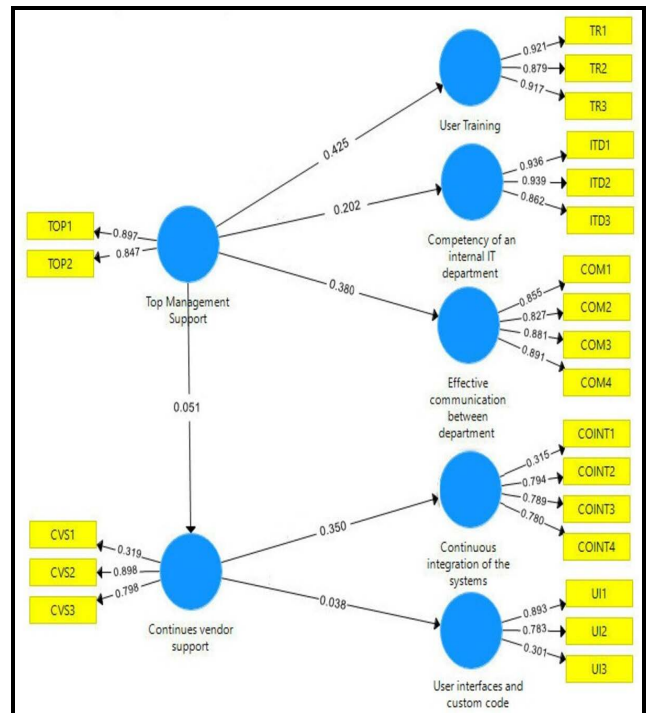 TR1
0.921
TR2
0.879
TR3
0.917
User Training
0.425
ITD1
0.936
ITD2
0.939
ITD3
0.862
0.202
Competency of an
internal IT
department
TOP1
0.897
TOP2
0.847
Top Management
Support
0.380
COM1
0.855
COM2
0.827
COM3
0.881
COM4
0.891
Effective
communication
between
department
0.051
COINT1
0.315
COINT2
0.794
COINT3
0.789
COINT4
0.780
0.350
Continuous
integration of the
systems
CVS1
0.319
CVS2
0.898
CVS3
0.798
Continues vendor
support
0.038
UI1
0.893
UI2
0.783
UI3
0.301
User interfaces and
custom code